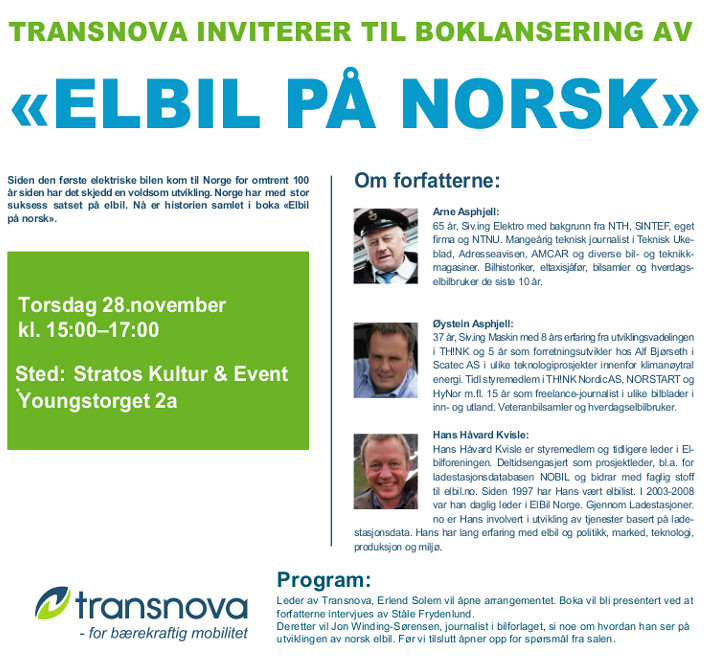 TRANSNOVA INVITERER TIL BOKLANSERING AV
«ELBIL PÅ NORSK»
Siden den første elektriske bilen kom til Norge for omtrent 100
år siden har det skjedd en voldsom utvikling. Norge har med stor
suksess satset på elbil. Nå er historien samlet i boka «Elbil
på norsk».
Torsdag 28.november
kl. 15:00–17:00
Sted: Stratos Kultur & Event
Youngstorget 2a
Om forfatterne:
Arne Asphjell:
65 år, Siv.ing Elektro med bakgrunn fra NTH, SINTEF, eget
firma og NTNU. Mangeårig teknisk journalist i Teknisk Uke-
blad, Adresseavisen, AMCAR og diverse bil- og teknikk-
magasiner. Bilhistoriker, eltaxisjåfør, bilsamler og hverdags-
elbilbruker de siste 10 år.
Øystein Asphjell:
37 år, Siv.ing Maskin med 8 års erfaring fra utviklingsvadelingen
i TH!NK og 5 år som forretningsutvikler hos Alf Bjørseth i
Scatec AS i ulike teknologiprosjekter innenfor klimanøytral
energi. Tidl styremedlem i TH!NK Nordic AS, NORSTART og
HyNor m.fl. 15 år som freelance-journalist i ulike bilblader i
inn- og utland. Veteranbilsamler og hverdagselbilbruker.
Hans Håvard Kvisle:
Hans Håvard Kvisle er styremedlem og tidligere leder i El-
bilforeningen. Deltidsengasjert som prosjektleder, bl.a. for
ladestasjonsdatabasen NOBIL og bidrar med faglig stoff
til elbil.no. Siden 1997 har Hans vært elbilist. I 2003-2008
var han daglig leder i ElBil Norge. Gjennom Ladestasjoner.
no er Hans involvert i utvikling av tjenester basert på lade-
stasjonsdata. Hans har lang erfaring med elbil og politikk, marked, teknologi,
produksjon og miljø.
transnova
- for bærekraftig mobilitet
Program:
Leder av Transnova, Erlend Solem vil åpne arrangementet. Boka vil bli presentert ved at
forfatterne intervjues av Ståle Frydenlund.
Deretter vil Jon Winding-Sørensen, journalist i bilforlaget, si noe om hvordan han ser på
utviklingen av norsk elbil. Før vi tilslutt åpner opp for spørsmål fra salen.